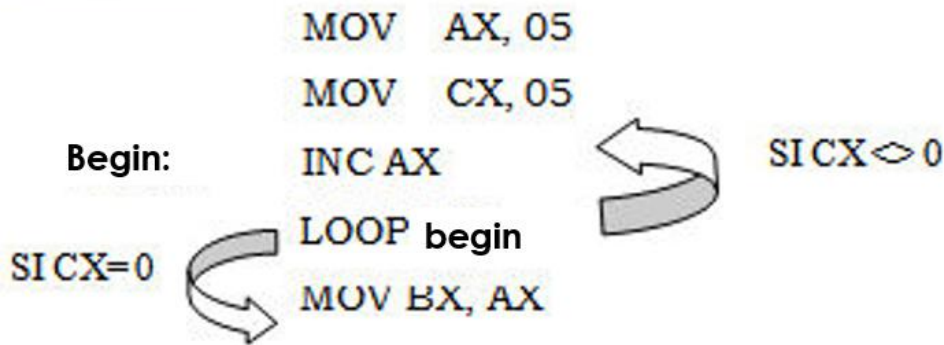 MOV AX, 05
MOV CX, 05
Begin: INC AX
SI CX<>0
LOOP begin
SI CX=0
MOV BX, AX